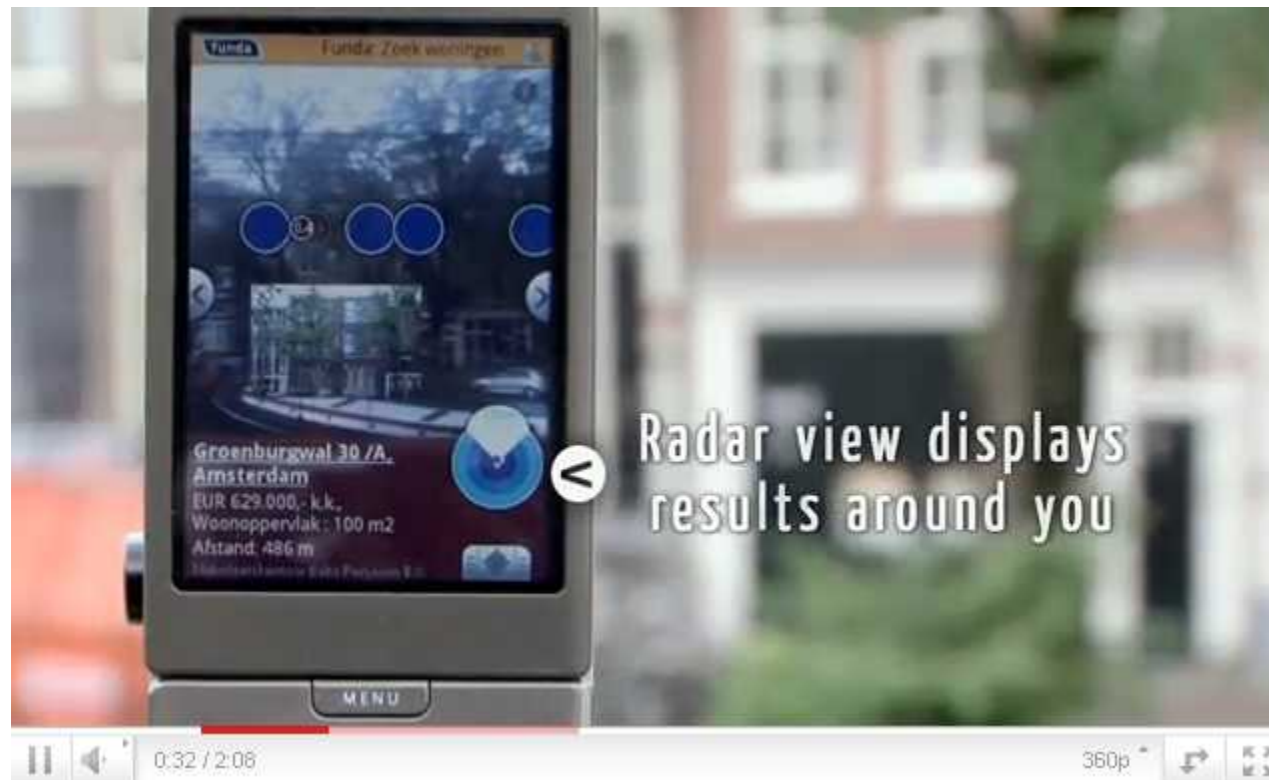 funda
Funda: Zoek woningen
Groenburgwal 30 /A,
Amsterdam
EUR 629.000,- k.k.,
Woonoppervlak : 100 m2
Afstand: 486 m
Radar view displays
results around you
MENU
0:32 / 2:08
360p